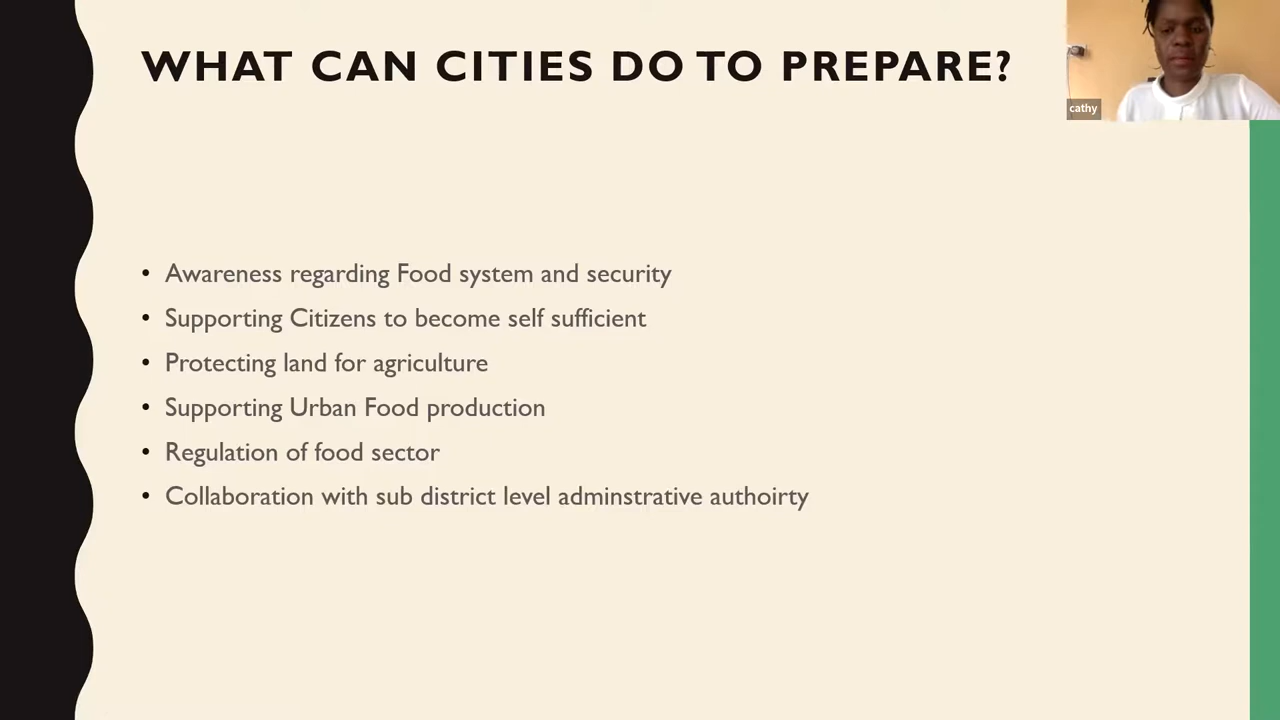 WHAT CAN CITIES DO TO PREPARE?
cathy
• Awareness regarding Food system and security
• Supporting Citizens to become self sufficient
• Protecting land for agriculture
• Supporting Urban Food production
• Regulation of food sector
• Collaboration with sub district level adminstrative authoirty